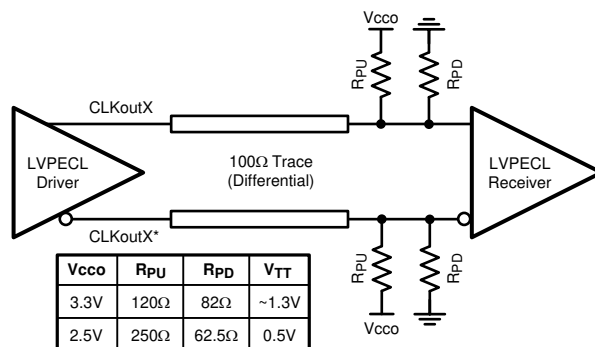 Vcco
RPU
RPD
CLKoutX
LVPECL
Driver
100Ω Trace
(Differential)
LVPECL
Receiver
CLKoutX*
RPU
RPD
Vcco
Vcco RPU RPD VTT
3.3V 120Ω 82Ω ~1.3V
2.5V 250Ω 62.5Ω 0.5V